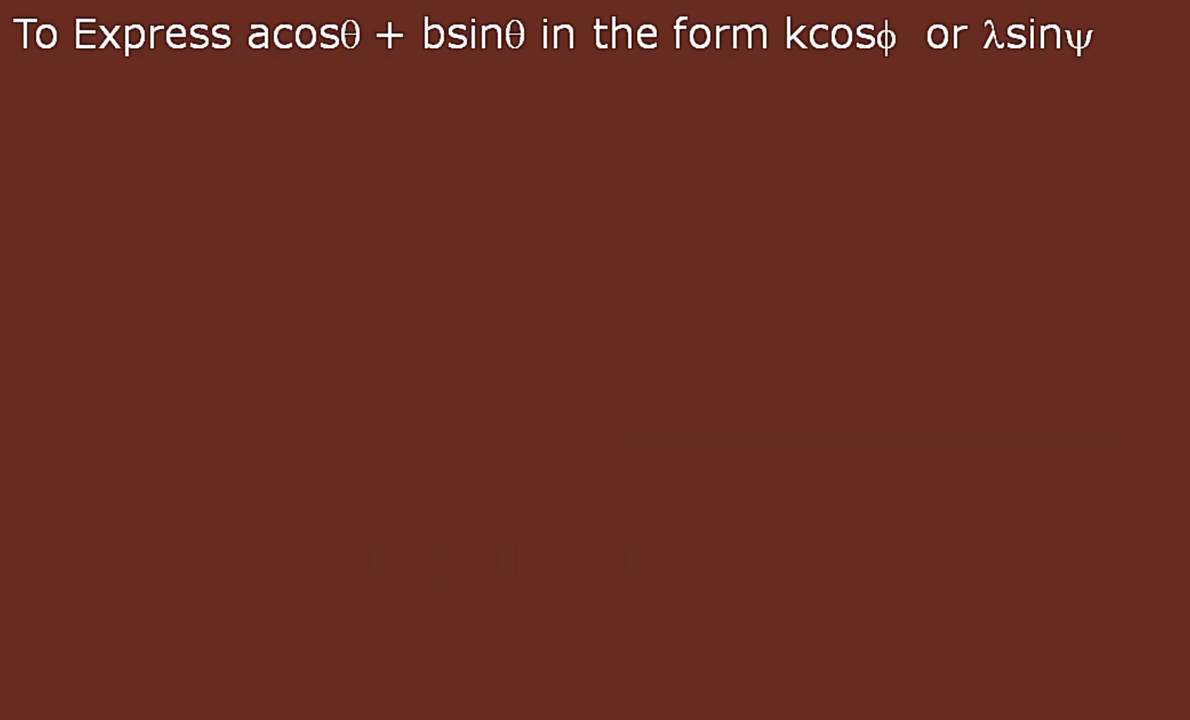 To Express acosθ + bsinθ in the form kcosϕ or λsinψ